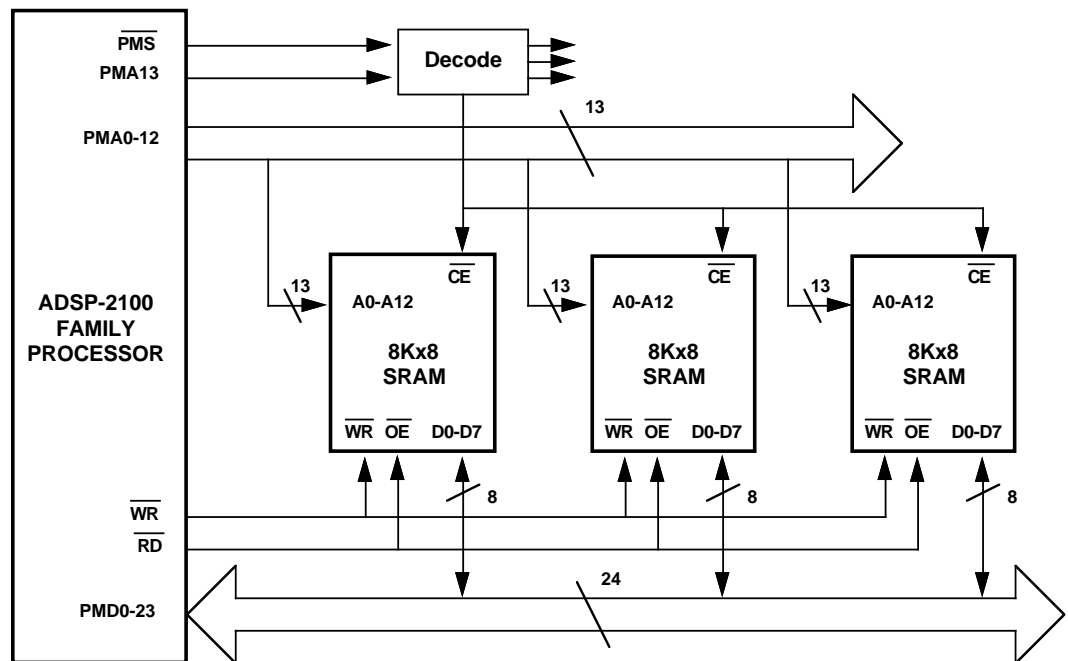 PMS
PMA13
Decode
PMA0-12
13
CE
CE
CE
13
13
13
A0-A12
A0-A12
A0-A12
ADSP-2100
FAMILY
PROCESSOR
8Kx8
SRAM
8Kx8
SRAM
8Kx8
SRAM
WR OE D0-D7
WR OE D0-D7
WR OE D0-D7
8
8
8
WR
RD
24
PMD0-23